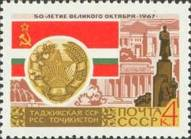 50-ЛЕТИЕ ВЕЛИКОГО ОКТЯБРЯ·1967·
ПОЧТА СССР
4
ТАДЖИКСКАЯ ССР
РСС ТОҶИКИСТОН